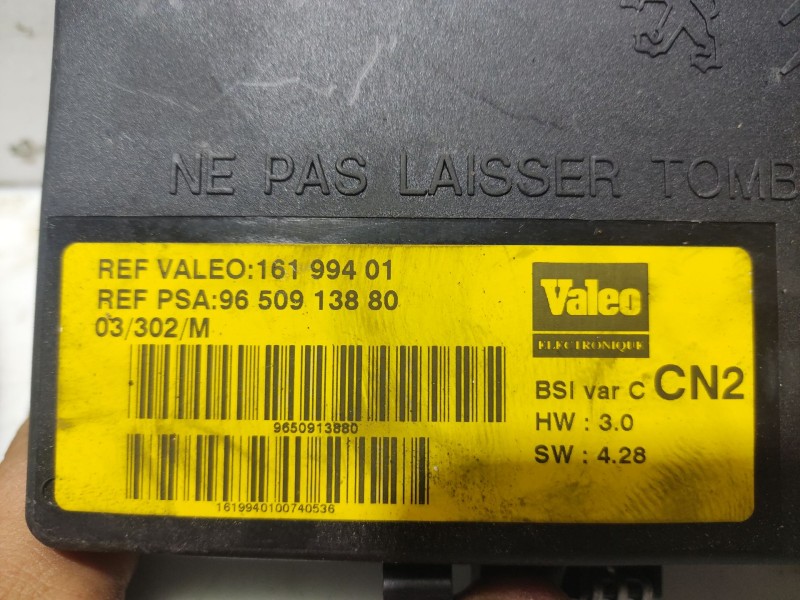 NE PAS LAISSER TOMB
REF VALEO:161 994 01
REF PSA:96 509 138 80
03/302/M
Valeo
ELECTRONIQUE
BSI var C CN2
HW : 3.0
SW : 4.28
9650913880
1619940100740536